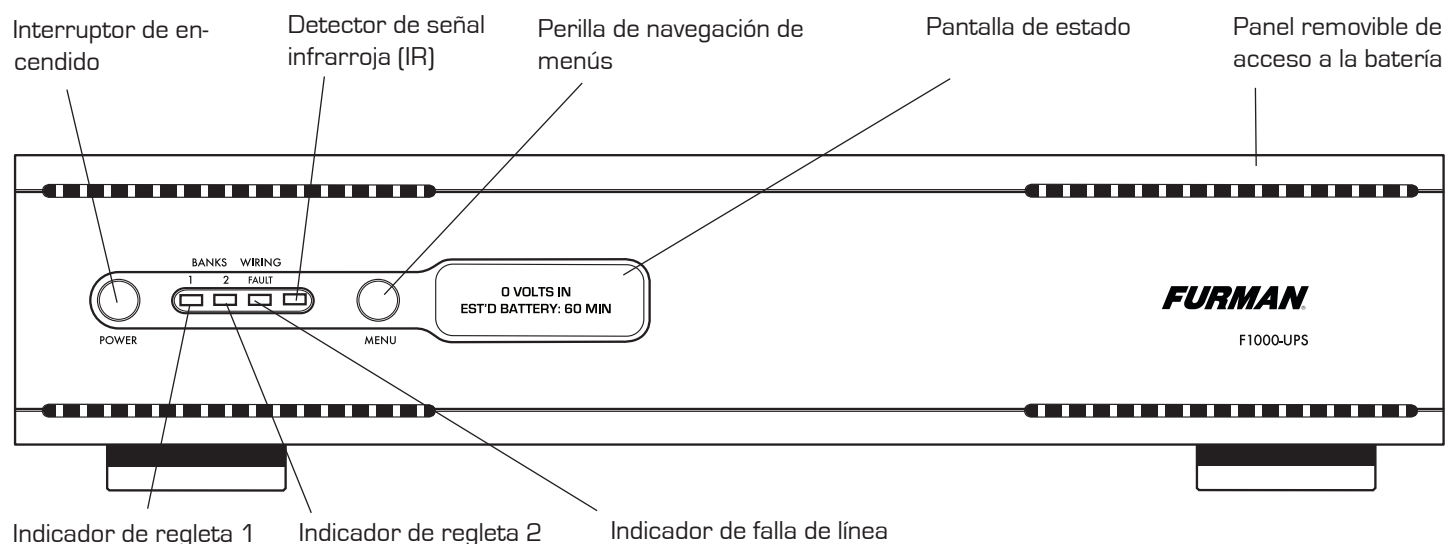 Interruptor de en-
cendido
Detector de señal
infrarroja (IR)
Perilla de navegación de
menús
Pantalla de estado
Panel removible de
acceso a la batería
BANKS WIRING
1 2 FAULT
POWER
MENU
0 VOLTS IN
EST'D BATTERY: 60 MIN
FURMAN
F1000-UPS
Indicador de regleta 1
Indicador de regleta 2
Indicador de falla de línea